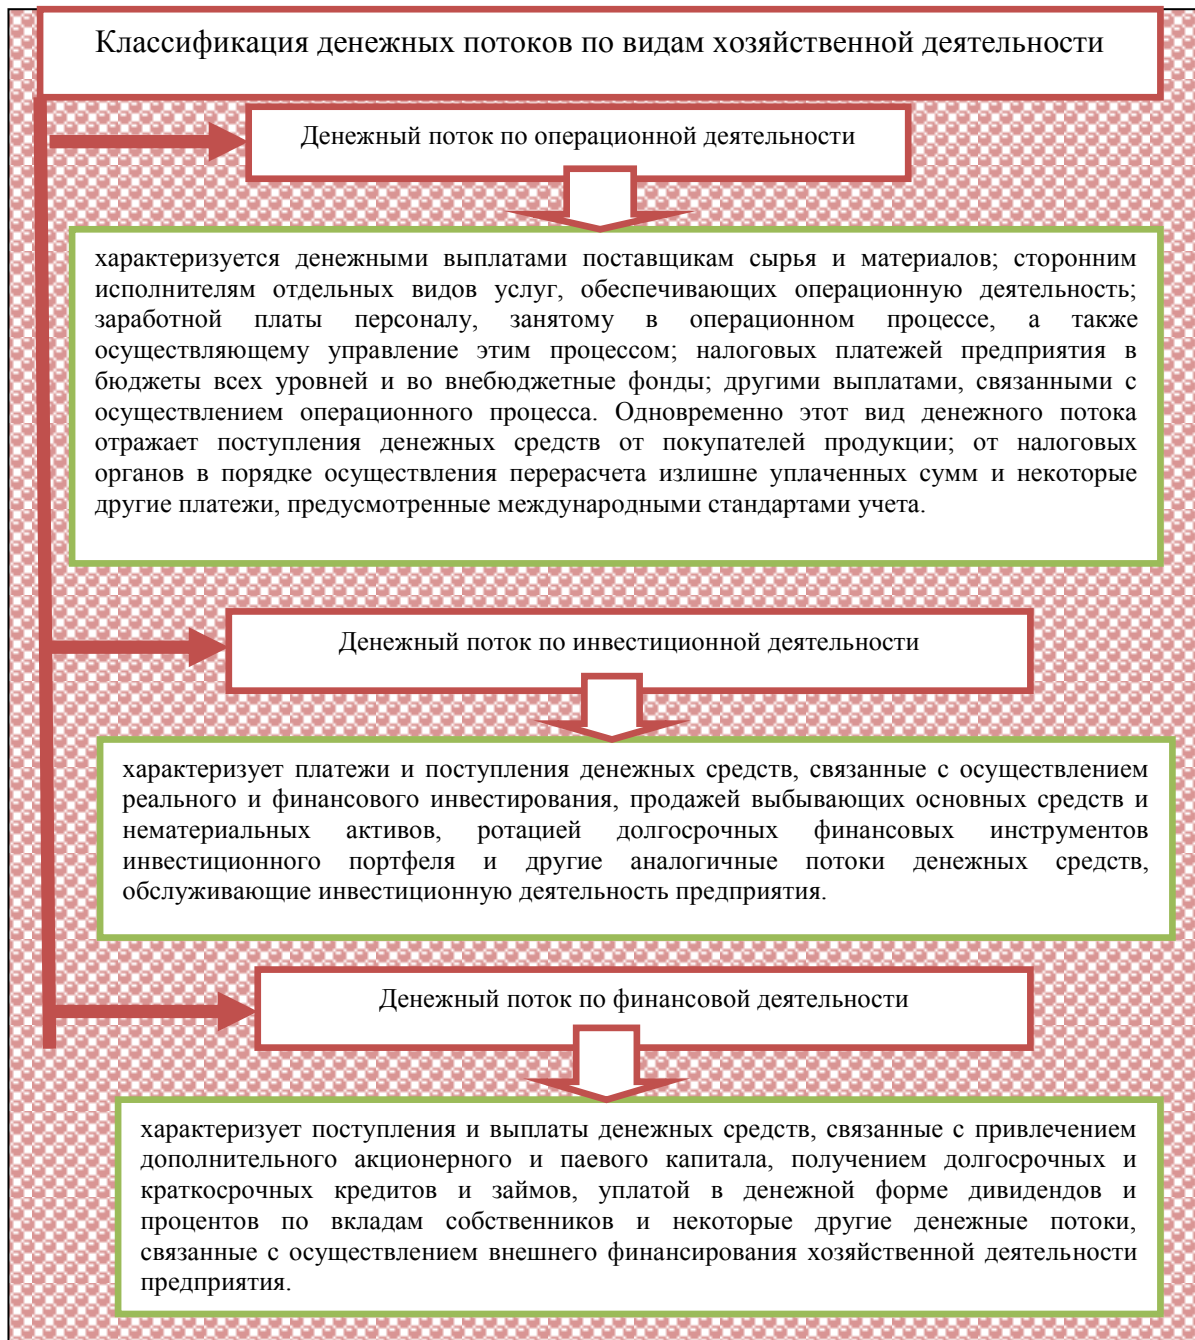 Классификация денежных потоков по видам хозяйственной деятельности
Денежный поток по операционной деятельности
характеризуется денежными выплатами поставщикам сырья и материалов; сторонним
исполнителям отдельных видов услуг, обеспечивающих операционную деятельность;
заработной платы персоналу, занятому в операционном процессе, а также
осуществляющему управление этим процессом; налоговых платежей предприятия в
бюджеты всех уровней и во внебюджетные фонды; другими выплатами, связанными с
осуществлением операционного процесса. Одновременно этот вид денежного потока
отражает поступления денежных средств от покупателей продукции; от налоговых
органов в порядке осуществления перерасчета излишне уплаченных сумм и некоторые
другие платежи, предусмотренные международными стандартами учета.
Денежный поток по инвестиционной деятельности
характеризует платежи и поступления денежных средств, связанные с осуществлением
реального и финансового инвестирования, продажей выбывающих основных средств и
нематериальных активов, ротацией долгосрочных финансовых инструментов
инвестиционного портфеля и другие аналогичные потоки денежных средств,
обслуживающие инвестиционную деятельность предприятия.
Денежный поток по финансовой деятельности
характеризует поступления и выплаты денежных средств, связанные с привлечением
дополнительного акционерного и паевого капитала, получением долгосрочных и
краткосрочных кредитов и займов, уплатой в денежной форме дивидендов и
процентов по вкладам собственников и некоторые другие денежные потоки,
связанные с осуществлением внешнего финансирования хозяйственной деятельности
предприятия.